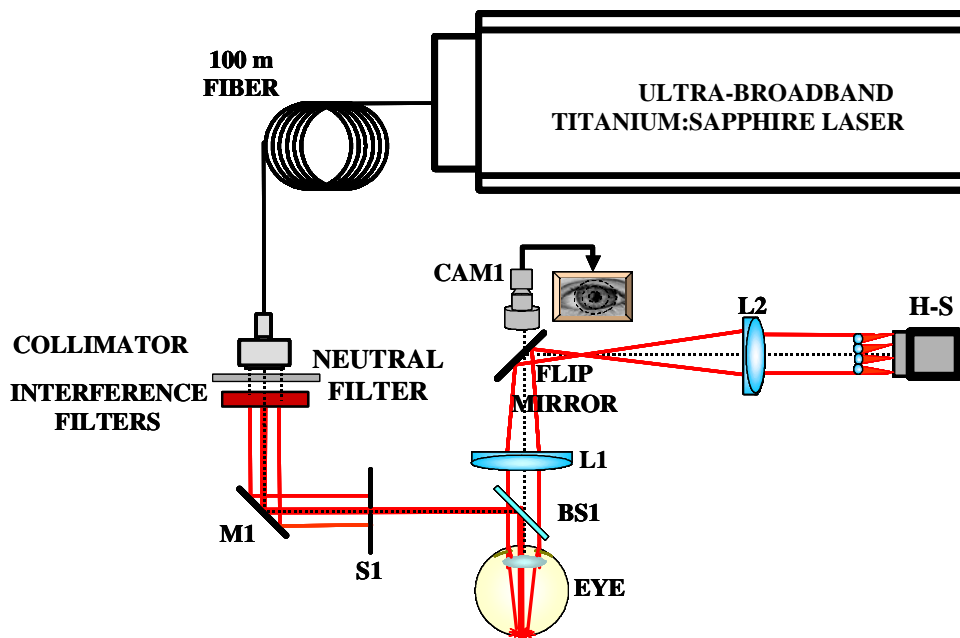 100 m
FIBER
ULTRA-BROADBAND
TITANIUM:SAPPHIRE LASER
CAM1
L2
H-S
COLLIMATOR
NEUTRAL
FILTER
INTERFERENCE
FILTERS
FLIP
MIRROR
L1
M1
S1
BS1
EYE